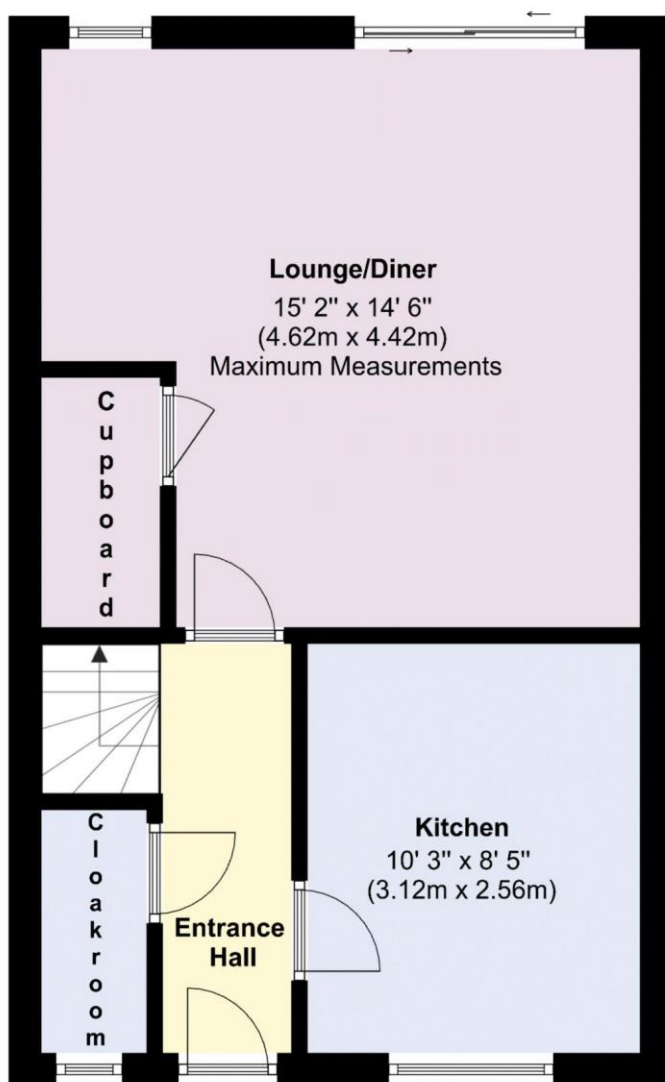 Lounge/Diner
15' 2" x 14' 6"
(4.62m x 4.42m)
Maximum Measurements
Cupboard
Kitchen
10' 3" x 8' 5"
(3.12m x 2.56m)
Cloakroom
Entrance
Hall